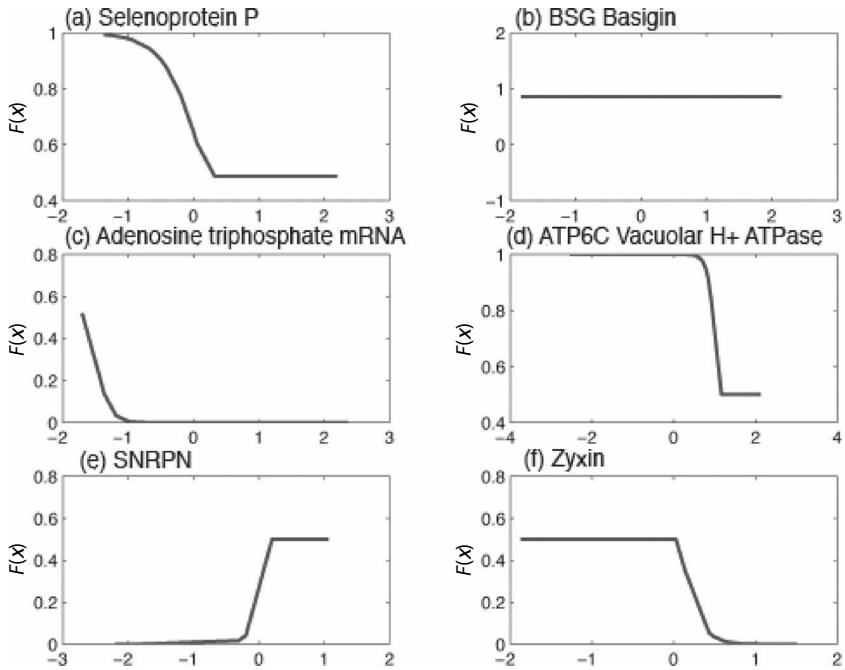 (a) Selenoprotein P
1
0.8
0.6
0.4
F(x)
-2 -1 0 1 2 3
(b) BSG Basigin
2
1
0
-1
F(x)
-2 -1 0 1 2 3
(c) Adenosine triphosphate mRNA
0.8
0.6
0.4
0.2
0
F(x)
-2 -1 0 1 2 3
(d) ATP6C Vacuolar H+ ATPase
1
0.8
0.6
0.4
F(x)
-4 -2 0 2 4
(e) SNRPN
0.8
0.6
0.4
0.2
0
F(x)
-3 -2 -1 0 1 2
(f) Zyxin
0.8
0.6
0.4
0.2
0
F(x)
-2 -1 0 1 2